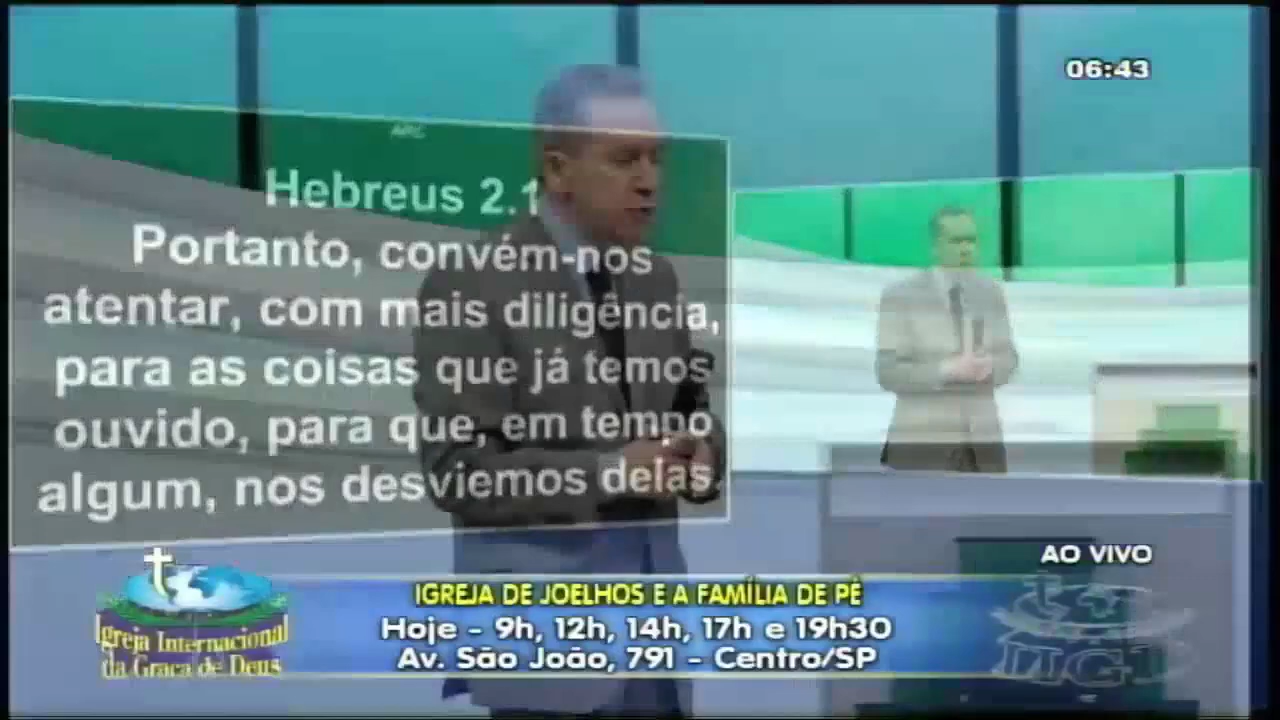 06:43
ARC
Hebreus 2.1
Portanto, convém-nos
atentar, com mais diligência,
para as coisas que já temos
ouvido, para que, em tempo
algum, nos desviemos delas.
AO VIVO
IGREJA DE JOELHOS E A FAMÍLIA DE PÉ
Hoje - 9h, 12h, 14h, 17h e 19h30
Av. São João, 791 - Centro/SP
Igreja Internacional
da Graça de Deus